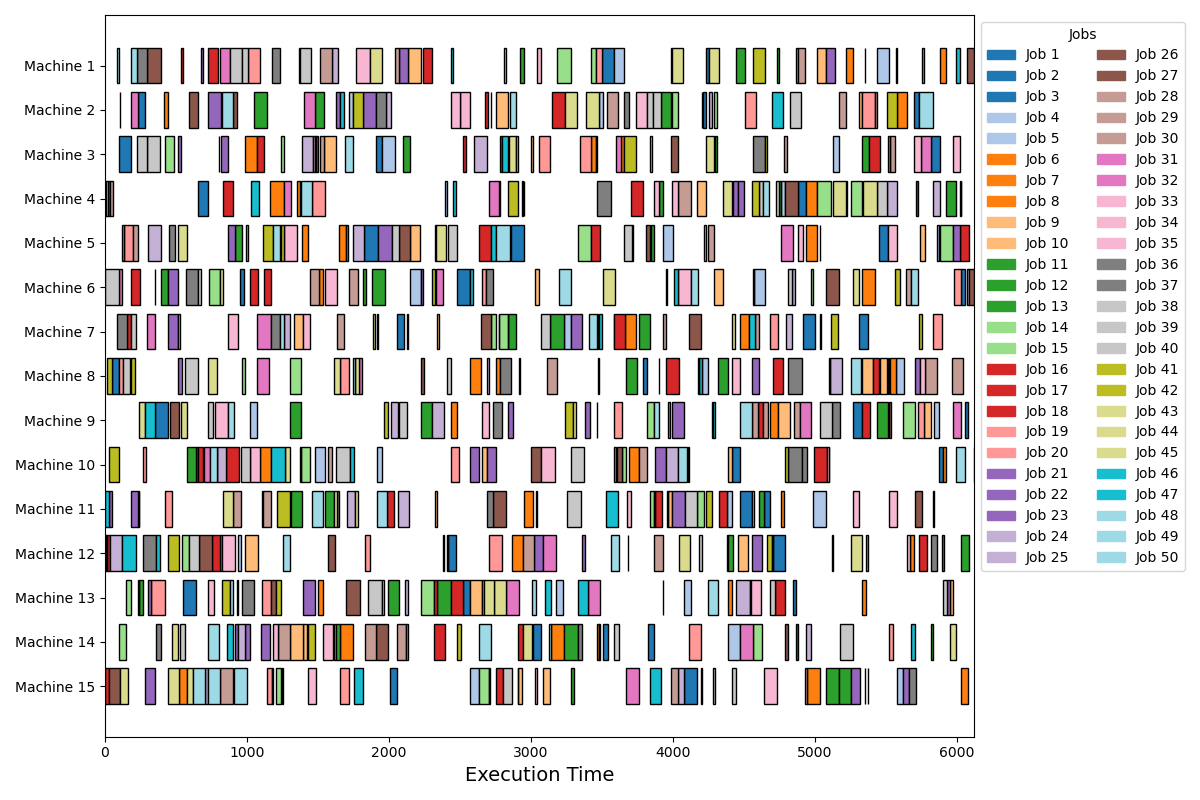 Machine 1
Machine 2
Machine 3
Machine 4
Machine 5
Machine 6
Machine 7
Machine 8
Machine 9
Machine 10
Machine 11
Machine 12
Machine 13
Machine 14
Machine 15
0 1000 2000 3000 4000 5000 6000
Execution Time
Jobs
Job 1
Job 2
Job 3
Job 4
Job 5
Job 6
Job 7
Job 8
Job 9
Job 10
Job 11
Job 12
Job 13
Job 14
Job 15
Job 16
Job 17
Job 18
Job 19
Job 20
Job 21
Job 22
Job 23
Job 24
Job 25
Job 26
Job 27
Job 28
Job 29
Job 30
Job 31
Job 32
Job 33
Job 34
Job 35
Job 36
Job 37
Job 38
Job 39
Job 40
Job 41
Job 42
Job 43
Job 44
Job 45
Job 46
Job 47
Job 48
Job 49
Job 50